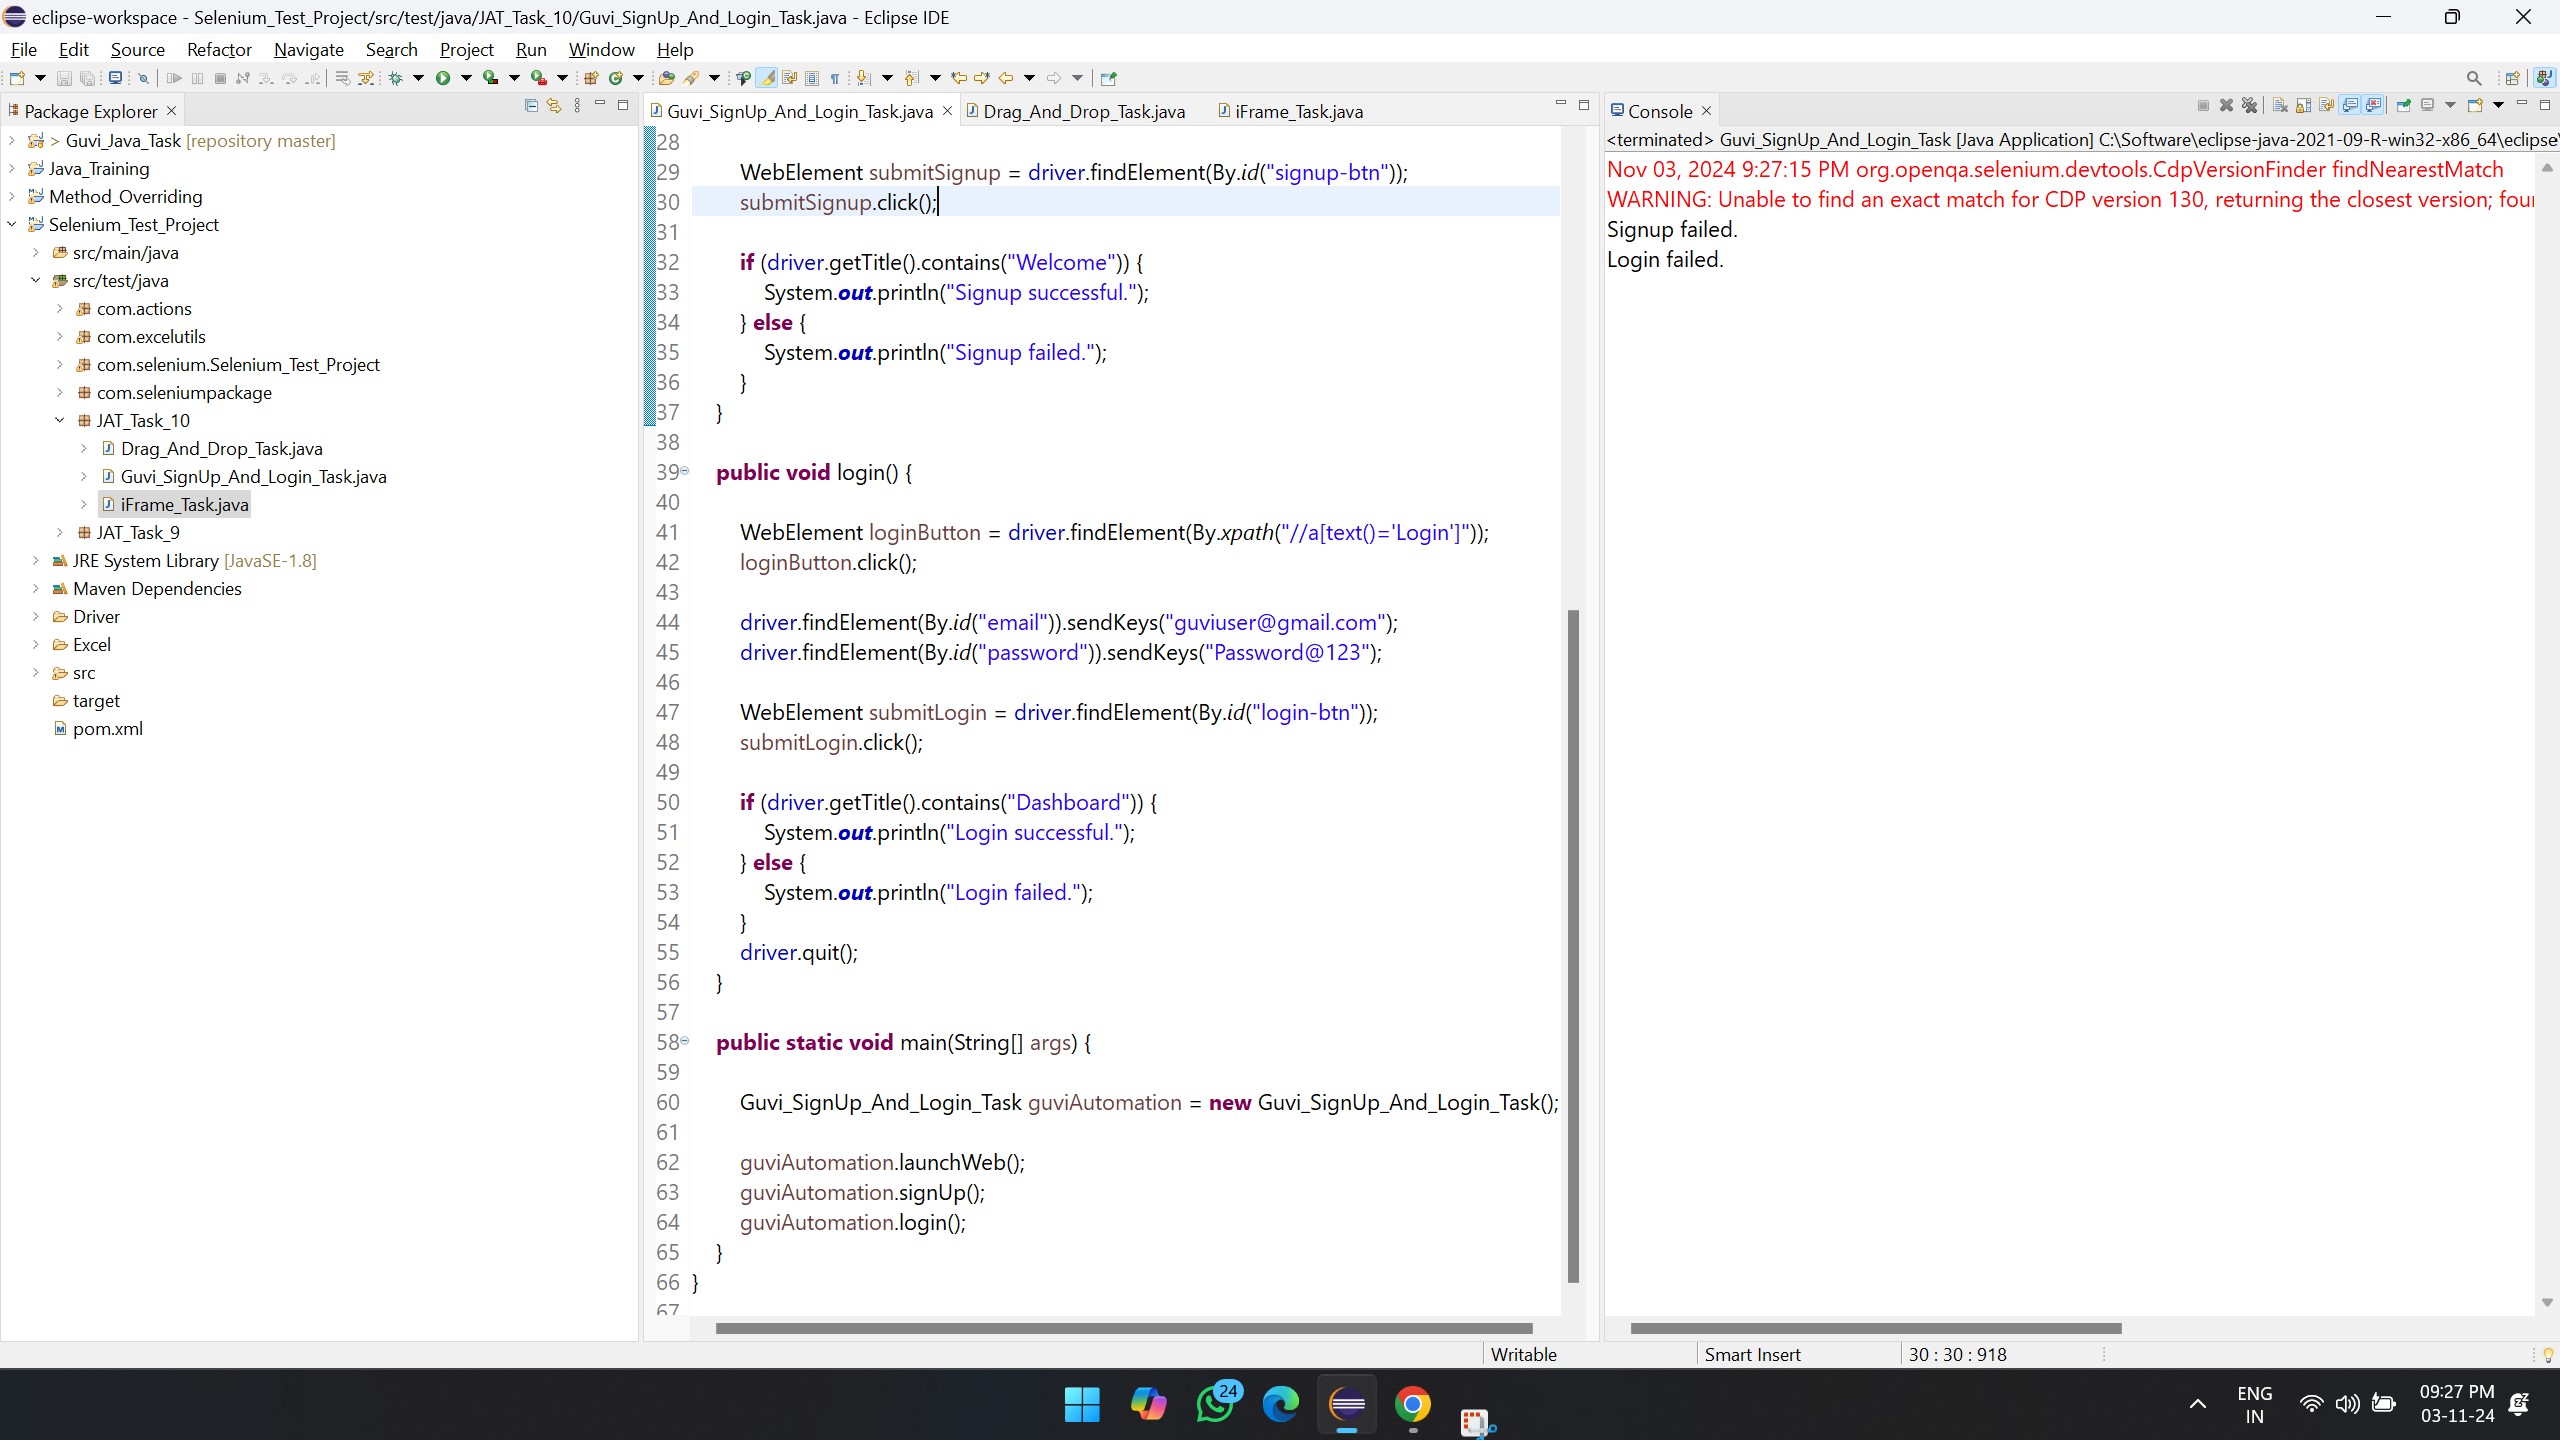 eclipse-workspace - Selenium_Test_Project/src/test/java/JAT_Task_10/Guvi_SignUp_And_Login_Task.java - Eclipse IDE
File Edit Source Refactor Navigate Search Project Run Window Help
Package Explorer
> Guvi_Java_Task [repository master]
Java_Training
Method_Overriding
Selenium_Test_Project
src/main/java
src/test/java
com.actions
com.excelutils
com.selenium.Selenium_Test_Project
com.seleniumpackage
JAT_Task_10
Drag_And_Drop_Task.java
Guvi_SignUp_And_Login_Task.java
iFrame_Task.java
JAT_Task_9
JRE System Library [JavaSE-1.8]
Maven Dependencies
Driver
Excel
src
target
pom.xml
Guvi_SignUp_And_Login_Task.java Drag_And_Drop_Task.java iFrame_Task.java
28
29 WebElement submitSignup = driver.findElement(By.id("signup-btn"));
30 submitSignup.click();
31
32 if (driver.getTitle().contains("Welcome")) {
33 System.out.println("Signup successful.");
34 } else {
35 System.out.println("Signup failed.");
36 }
37 }
38
39 public void login() {
40
41 WebElement loginButton = driver.findElement(By.xpath("//a[text()='Login']"));
42 loginButton.click();
43
44 driver.findElement(By.id("email")).sendKeys("guviuser@gmail.com");
45 driver.findElement(By.id("password")).sendKeys("Password@123");
46
47 WebElement submitLogin = driver.findElement(By.id("login-btn"));
48 submitLogin.click();
49
50 if (driver.getTitle().contains("Dashboard")) {
51 System.out.println("Login successful.");
52 } else {
53 System.out.println("Login failed.");
54 }
55 driver.quit();
56 }
57
58 public static void main(String[] args) {
59
60 Guvi_SignUp_And_Login_Task guviAutomation = new Guvi_SignUp_And_Login_Task();
61
62 guviAutomation.launchWeb();
63 guviAutomation.signUp();
64 guviAutomation.login();
65 }
66 }
67
Console
<terminated> Guvi_SignUp_And_Login_Task [Java Application] C:\Software\eclipse-java-2021-09-R-win32-x86_64\eclipse\
Nov 03, 2024 9:27:15 PM org.openqa.selenium.devtools.CdpVersionFinder findNearestMatch
WARNING: Unable to find an exact match for CDP version 130, returning the closest version; four
Signup failed.
Login failed.
Writable Smart Insert 30 : 30 : 918
24
ENG
IN
09:27 PM
03-11-24